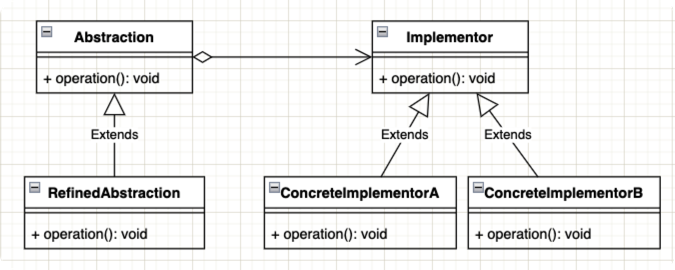 Abstraction
+ operation(): void
Implementor
+ operation(): void
Extends
Extends
Extends
RefinedAbstraction
+ operation(): void
ConcreteImplementorA
+ operation(): void
ConcreteImplementorB
+ operation(): void